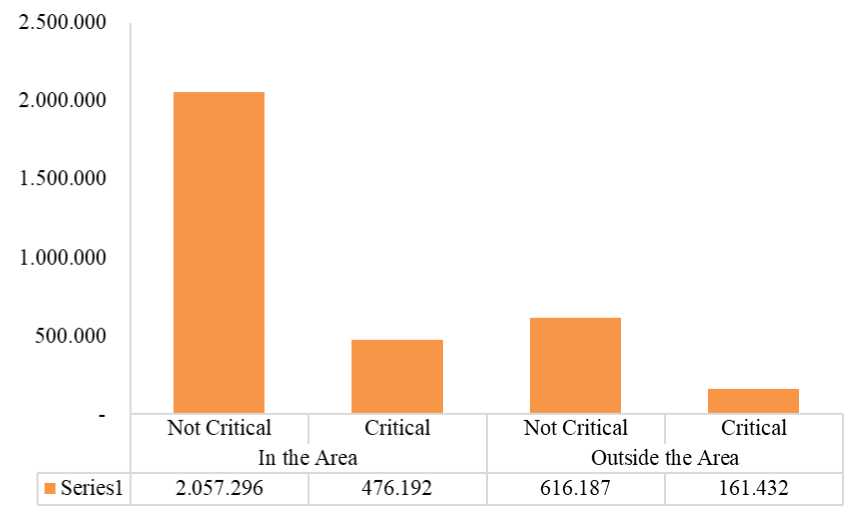 2.500.000
2.000.000
1.500.000
1.000.000
500.000
-
Not Critical Critical Not Critical Critical
In the Area Outside the Area
Series1 2.057.296 476.192 616.187 161.432